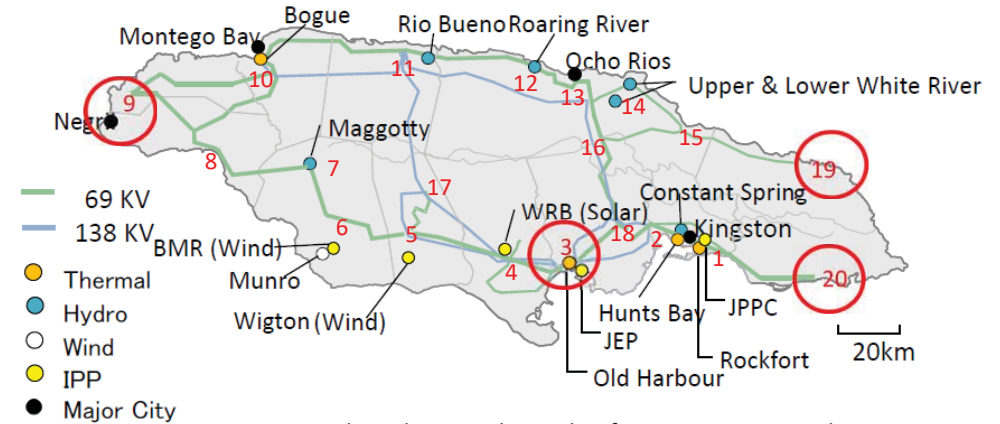 Bogue
Montego Bay
Rio Bueno
Roaring River
Ocho Rios
Upper & Lower White River
10
11
12
13
14
9
Negril
Maggotty
15
16
8
7
19
69 KV
138 KV
17
Constant Spring
WRB (Solar)
Kingston
6
5
3
18
2
1
BMR (Wind)
4
20
Munro
Wigton (Wind)
Hunts Bay
JPPC
JEP
Rockfort
Old Harbour
20km
Thermal
Hydro
Wind
IPP
Major City